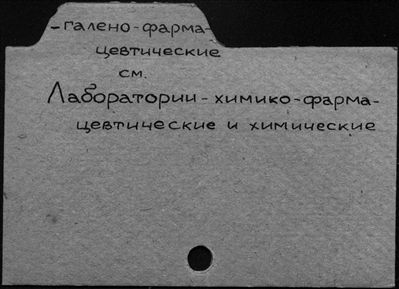 -галено-фарма-
цевтические
см.
Лаборатории-химико-фарма-
цевтические и химические